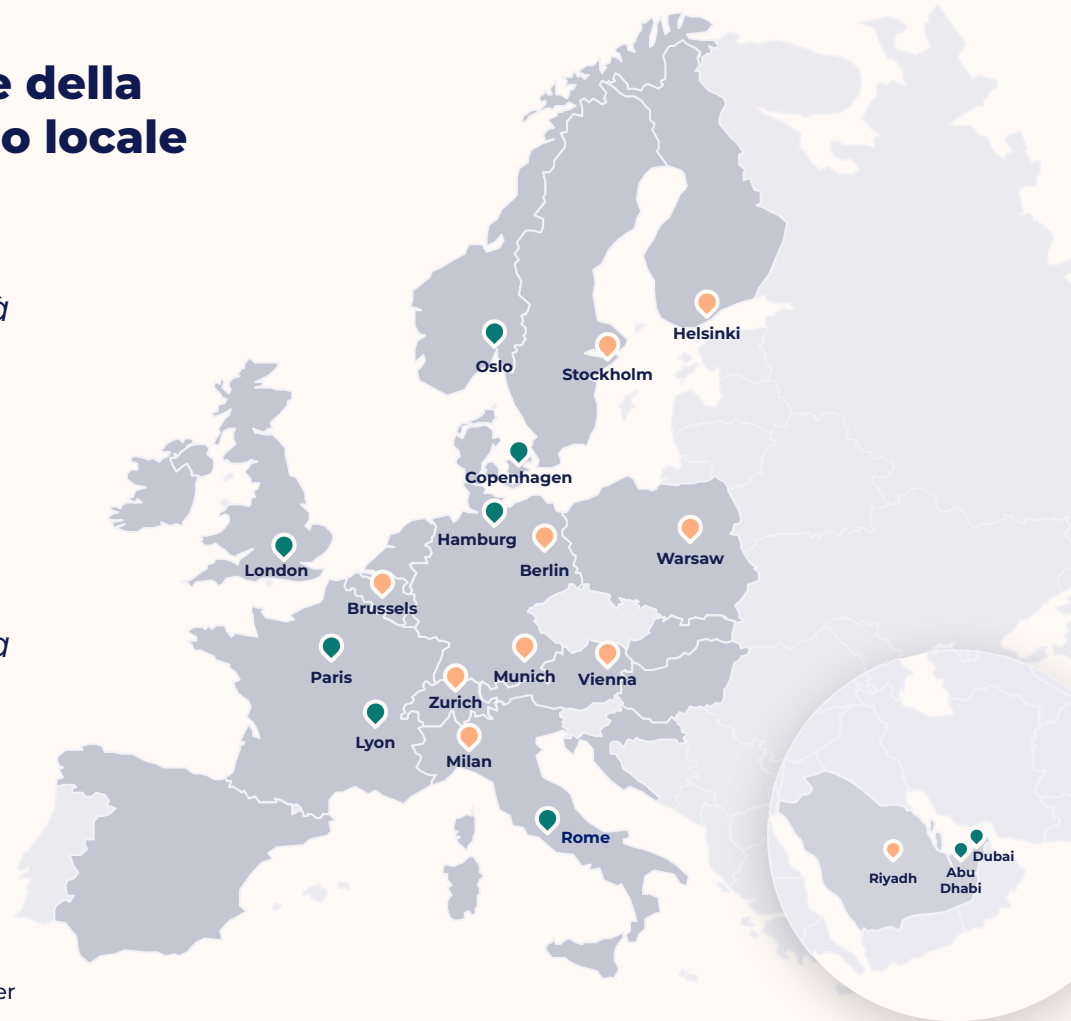 e della
o locale
à
Helsinki
Oslo
Stockholm
Copenhagen
Hamburg
London
Berlin
Warsaw
Brussels
Paris
Munich
Vienna
Zurich
Lyon
Milan
Rome
Dubai
Riyadh
Abu
Dhabi
a
er